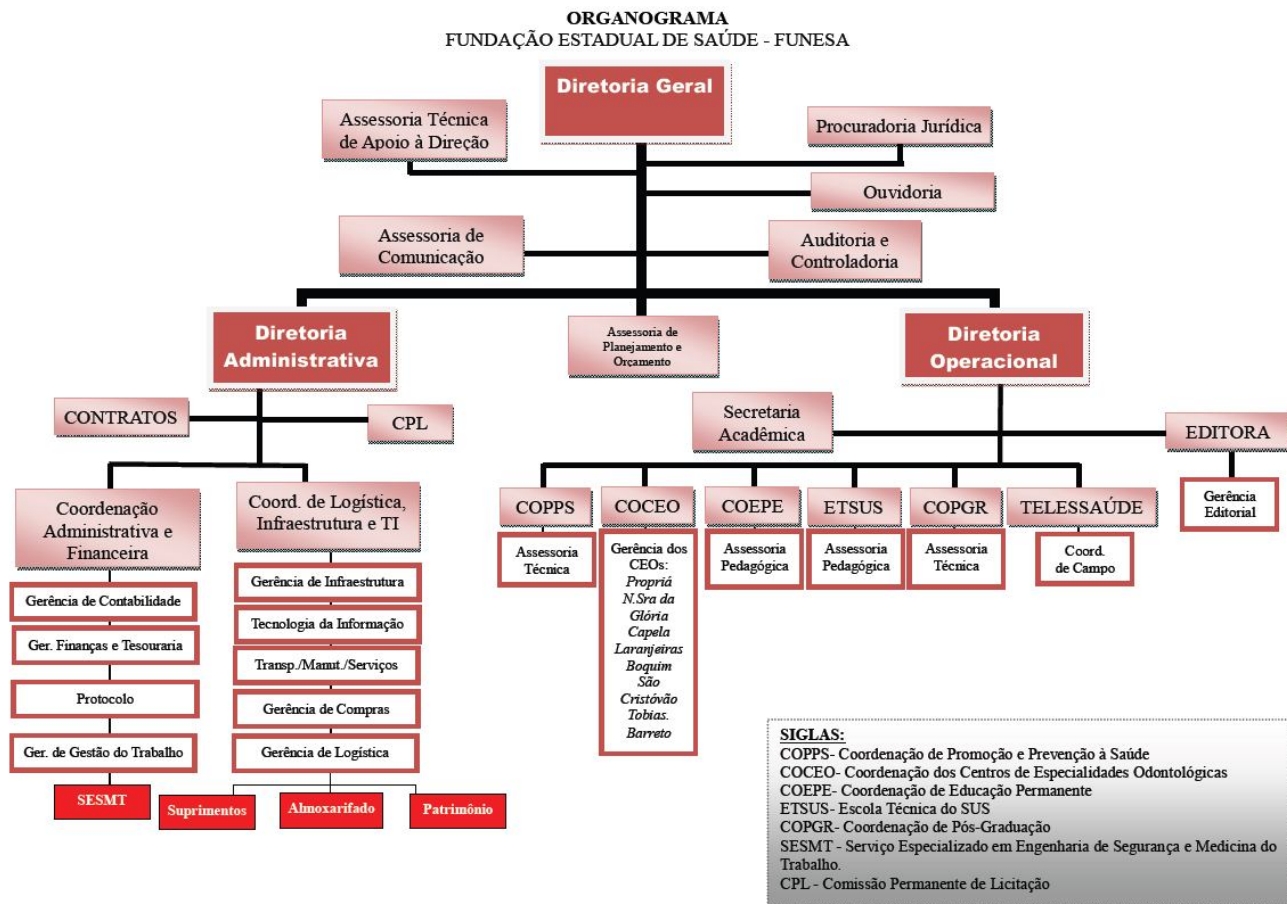 ORGANOGRAMA
FUNDAÇÃO ESTADUAL DE SAÚDE - FUNESA
Diretoria Geral
Assessoria Técnica
de Apoio à Direção
Procuradoria Jurídica
Ouvidoria
Assessoria de
Comunicação
Auditoria e
Controladoria
Diretoria
Administrativa
Assessoria de
Planejamento e
Orçamento
Diretoria
Operacional
CONTRATOS
CPL
Secretaria
Acadêmica
EDITORA
Gerência
Editorial
Coordenação
Administrativa e
Financeira
Gerência de Contabilidade
Ger. Finanças e Tesouraria
Protocolo
Ger. de Gestão do Trabalho
SESMT
Coord. de Logística,
Infraestrutura e TI
Gerência de Infraestrutura
Tecnologia da Informação
Transp./Manut./Serviços
Gerência de Compras
Gerência de Logística
Suprimentos
Almoxarifado
Patrimônio
COPPS
Assessoria
Técnica
COCEO
Gerência dos
CEOs:
Propriá
N.Sra da
Glória
Capela
Laranjeiras
Boquim
São
Cristóvão
Tobias.
Barreto
COEPE
Assessoria
Pedagógica
ETSUS
Assessoria
Pedagógica
COPGR
Assessoria
Técnica
TELESSAÚDE
Coord.
de Campo
SIGLAS:
COPPS- Coordenação de Promoção e Prevenção à Saúde
COCEO- Coordenação dos Centros de Especialidades Odontológicas
COEPE- Coordenação de Educação Permanente
ETSUS- Escola Técnica do SUS
COPGR- Coordenação de Pós-Graduação
SESMT - Serviço Especializado em Engenharia de Segurança e Medicina do
Trabalho.
CPL - Comissão Permanente de Licitação